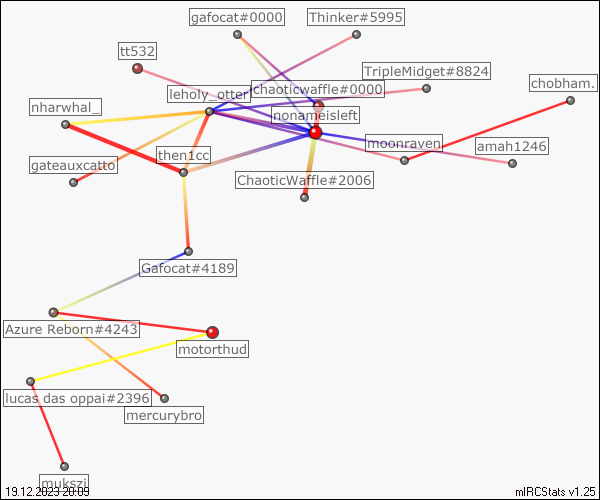 gafocat#0000
Thinker#5995
tt532
TripleMidget#8824
chobham.
chaoticwaffle#0000
leholy_otter
nharwhal_
nonameisleft
moonraven
amah1246
then1cc
gateauxcatto
ChaoticWaffle#2006
Gafocat#4189
Azure Reborn#4243
motorthud
lucas das oppai#2396
mercurybro
mukszi
19.12.2023 20:09
mIRCStats v1.25